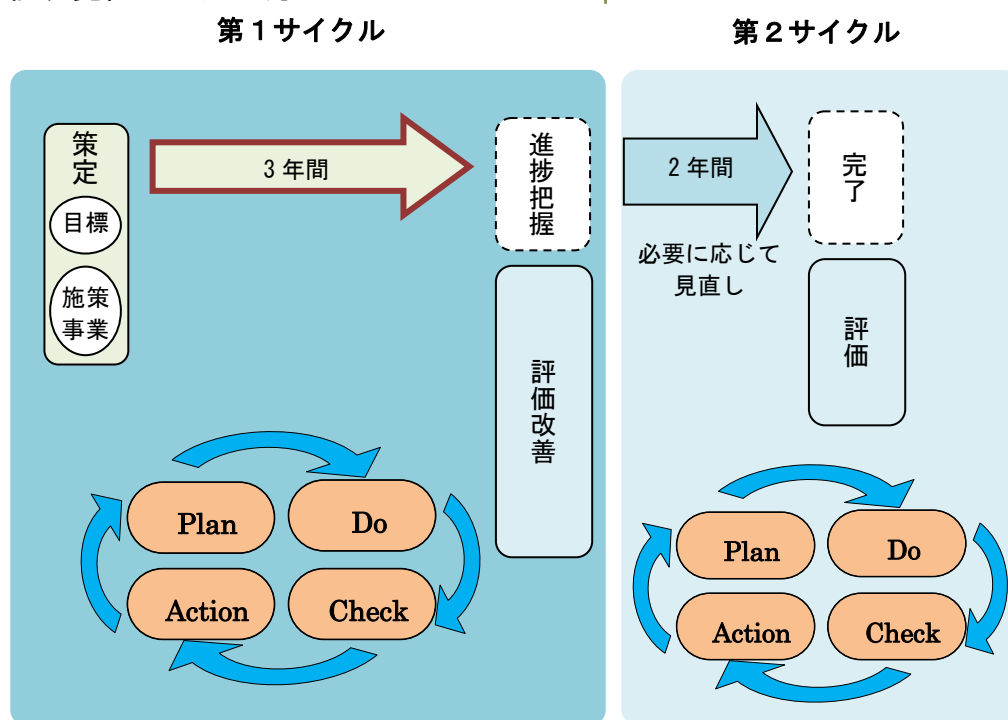 第１サイクル
第２サイクル
策定
目標
施策
事業
3 年間
進捗把握
評価改善
Plan
Do
Action
Check
2 年間
必要に応じて
見直し
完了
評価
Plan
Do
Action
Check